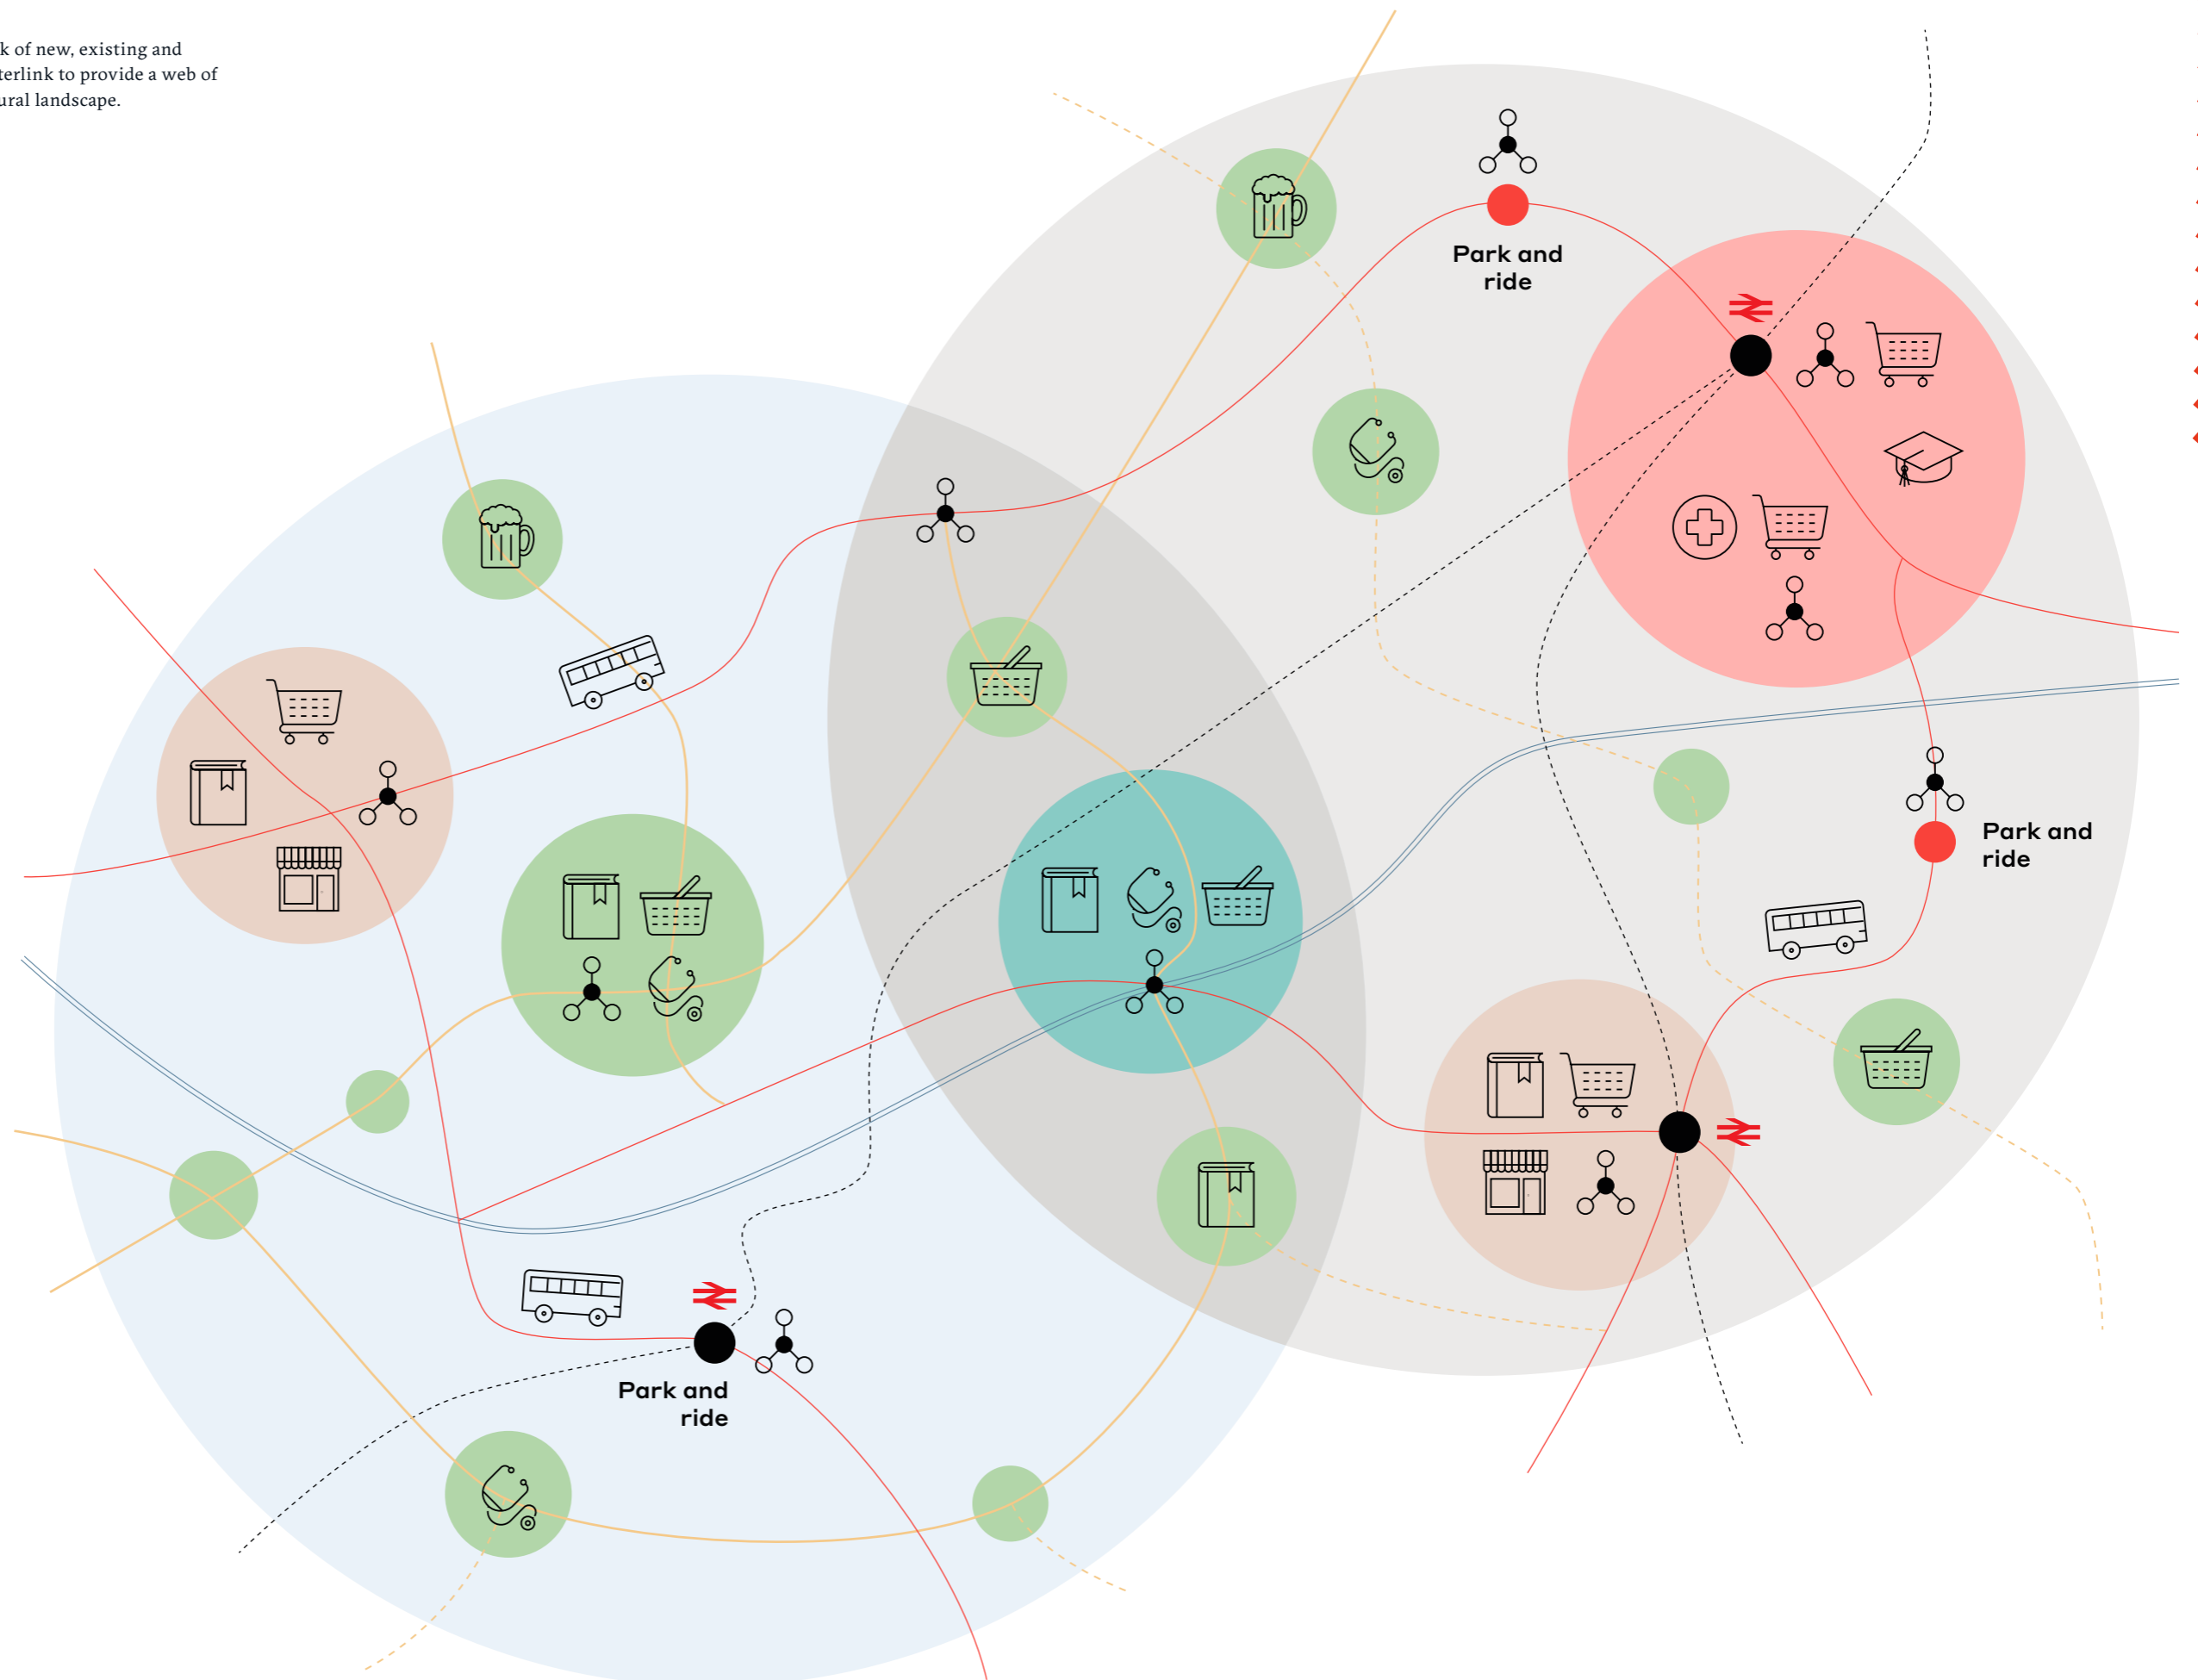 k of new, existing and
terlink to provide a web of
ural landscape.
Park and
ride
Park and
ride
Park and
ride